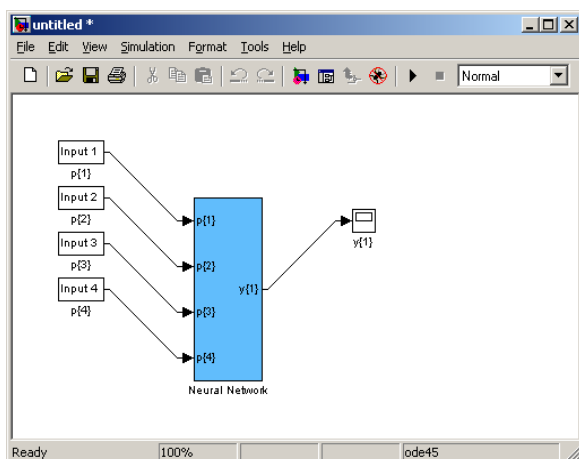 untitled *
File Edit View Simulation Format Tools Help
Normal
Input 1
p{1}
Input 2
p{2}
Input 3
p{3}
Input 4
p{4}
p{1}
p{2}
y{1}
p{3}
p{4}
Neural Network
y{1}
Ready 100% ode45